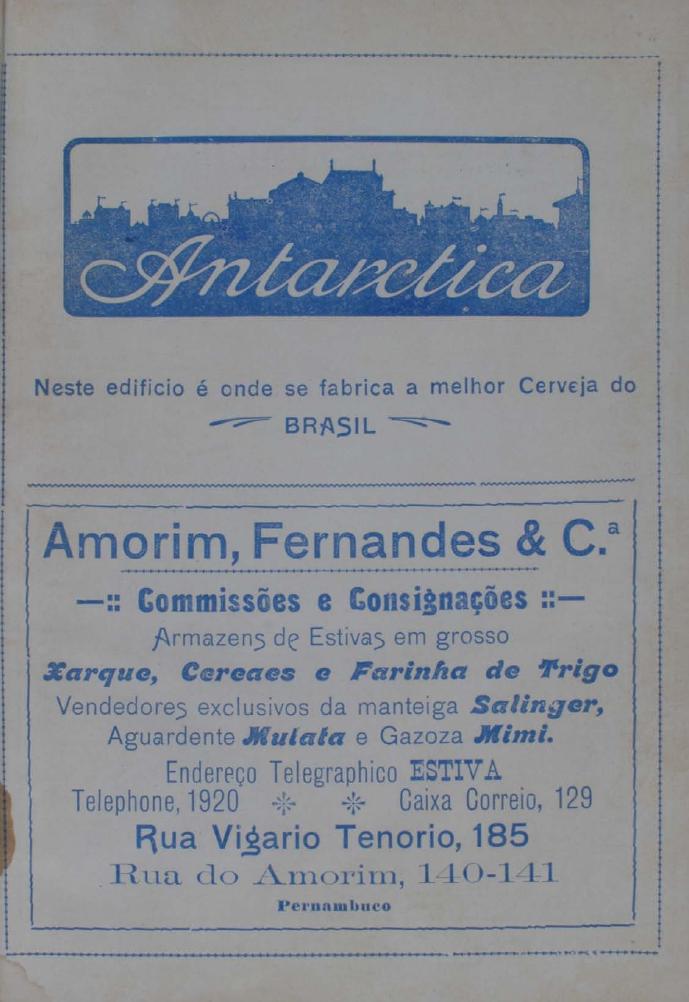 Antarctica
Neste edificio é onde se fabrica a melhor Cerveja do
BRASIL
Amorim, Fernandes & C.ª
—:: Commissões e Consignações ::—
Armazens de Estivas em grosso
Xarque, Cereaes e Farinha de Trigo
Vendedores exclusivos da manteiga Salinger,
Aguardente Mulata e Gazoza Mimi.
Endereço Telegraphico ESTIVA
Telephone, 1920 Caixa Correio, 129
Rua Vigario Tenorio, 185
Rua do Amorim, 140-141
Pernambuco